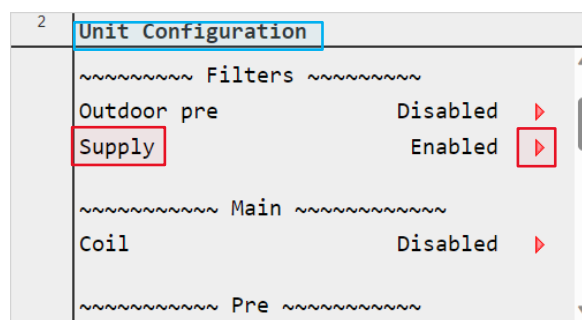 2
Unit Configuration
~~~~~~~~~ Filters ~~~~~~~~~
Outdoor pre Disabled
Supply Enabled
~~~~~~~~~~~ Main ~~~~~~~~~~~~
Coil Disabled
~~~~~~~~~~~ Pre ~~~~~~~~~~~